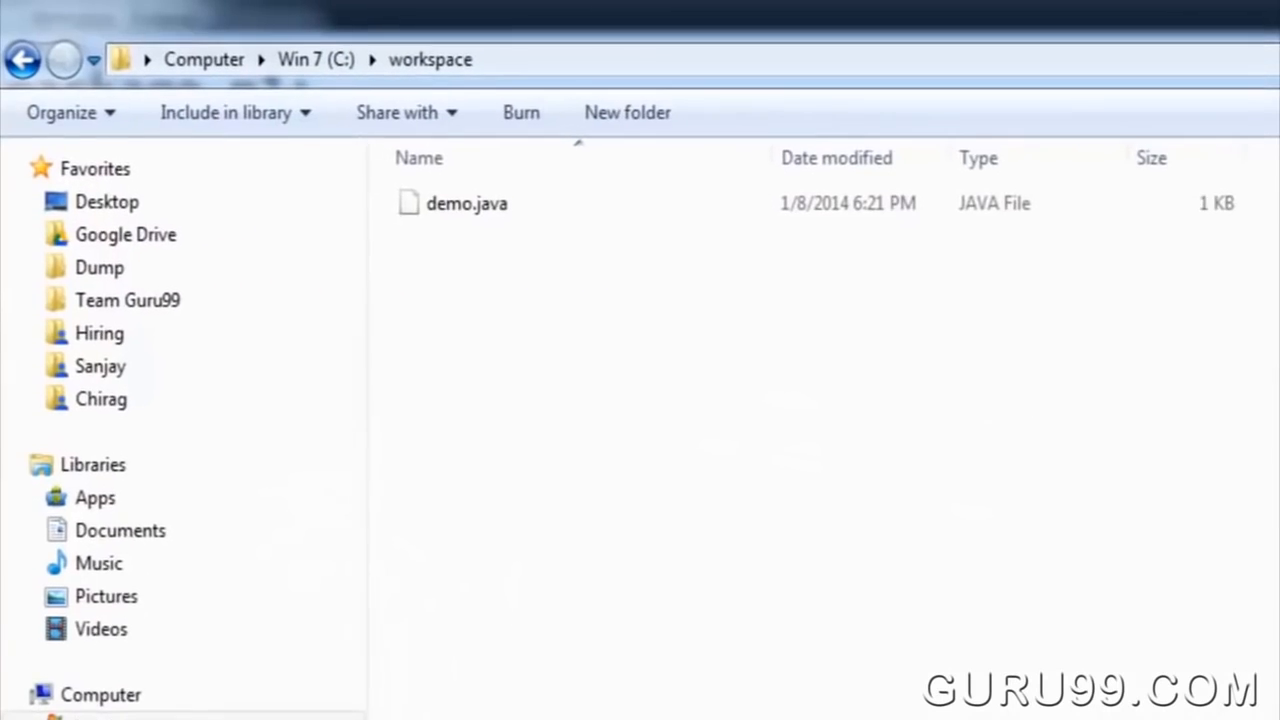 Computer Win 7 (C:) workspace
Organize Include in library Share with Burn New folder
Name Date modified Type Size
demo.java 1/8/2014 6:21 PM JAVA File 1 KB
Favorites
Desktop
Google Drive
Dump
Team Guru99
Hiring
Sanjay
Chirag
Libraries
Apps
Documents
Music
Pictures
Videos
Computer
GURU99.COM